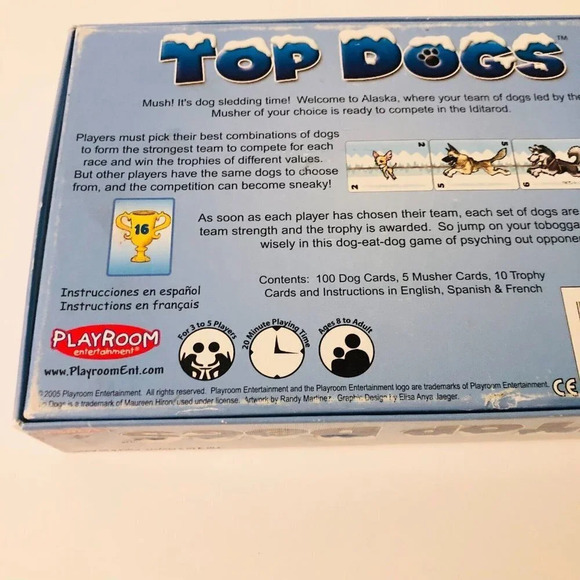 TOP DOGS™
Mush! It's dog sledding time! Welcome to Alaska, where your team of dogs led by the
Musher of your choice is ready to compete in the Iditarod.
Players must pick their best combinations of dogs
to form the strongest team to compete for each
race and win the trophies of different values.
But other players have the same dogs to choose
from, and the competition can become sneaky!
2 2 5 5 6
16
As soon as each player has chosen their team, each set of dogs are
team strength and the trophy is awarded. So jump on your tobogga
wisely in this dog-eat-dog game of psyching out oppone
Contents: 100 Dog Cards, 5 Musher Cards, 10 Trophy
Cards and Instructions in English, Spanish & French
Instrucciones en español
Instructions en français
PLAYROOM
entertainment®
www.PlayroomEnt.com
For 3 to 5 Players
20 Minute Playing Time
Ages 8 to Adult
©2005 Playroom Entertainment. All rights reserved. Playroom Entertainment and the Playroom Entertainment logo are trademarks of Playroom Entertainment.
Dogs is a trademark of Maureen Hiron, used under license. Artwork by Randy Martinez. Graphic Design by Elisa Anya Jaeger.
CE